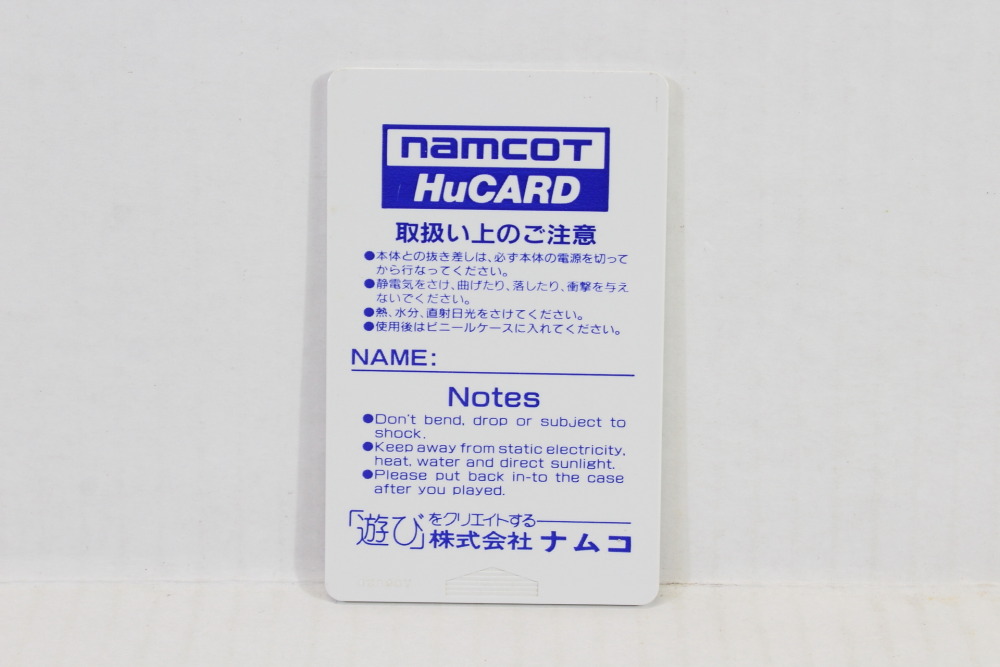 namcoT
HuCARD
取扱い上のご注意
●本体との抜き差しは、必ず本体の電源を切って
から行なってください。
●静電気をさけ、曲げたり、落したり、衝撃を与え
ないでください。
●熱、水分、直射日光をさけてください。
●使用後はビニールケースに入れてください。
NAME:
Notes
●Don't bend, drop or subject to
shock.
●Keep away from static electricity,
heat, water and direct sunlight.
●Please put back in-to the case
after you played.
「遊び」をクリエイトする
株式会社 ナムコ